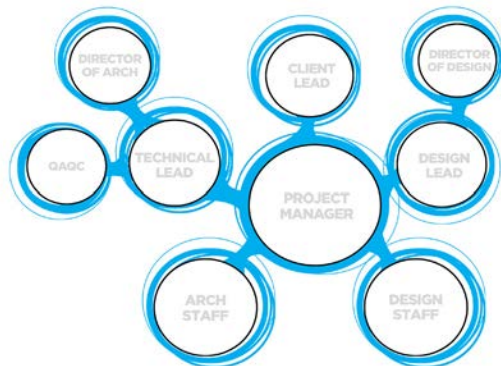 DIRECTOR
OF ARCH
CLIENT
LEAD
DIRECTOR
OF DESIGN
QAQC
TECHNICAL
LEAD
DESIGN
LEAD
PROJECT
MANAGER
ARCH
STAFF
DESIGN
STAFF